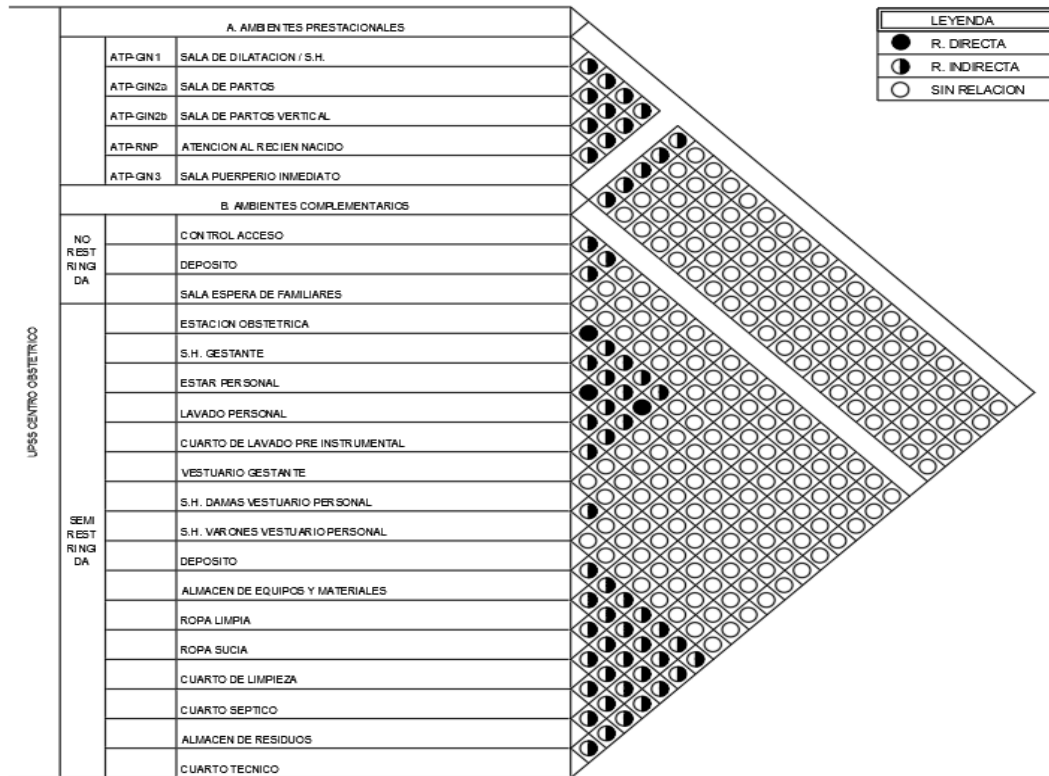 LEYENDA
R. DIRECTA
R. INDIRECTA
SIN RELACION
UPSS CENTRO OBSTETRICO
A. AMBIENTES PRESTACIONALES
ATP-GIN1 SALA DE DILATACION / S.H.
ATP-GIN2a SALA DE PARTOS
ATP-GIN2b SALA DE PARTOS VERTICAL
ATP-RNP ATENCION AL RECIEN NACIDO
ATP-GIN3 SALA PUERPERIO INMEDIATO
B. AMBIENTES COMPLEMENTARIOS
NO
REST
RINGI
DA
CONTROL ACCESO
DEPOSITO
SALA ESPERA DE FAMILIARES
SEMI
REST
RINGI
DA
ESTACION OBSTETRICA
S.H. GESTANTE
ESTAR PERSONAL
LAVADO PERSONAL
CUARTO DE LAVADO PRE INSTRUMENTAL
VESTUARIO GESTANTE
S.H. DAMAS VESTUARIO PERSONAL
S.H. VARONES VESTUARIO PERSONAL
DEPOSITO
ALMACEN DE EQUIPOS Y MATERIALES
ROPA LIMPIA
ROPA SUCIA
CUARTO DE LIMPIEZA
CUARTO SEPTICO
ALMACEN DE RESIDUOS
CUARTO TECNICO